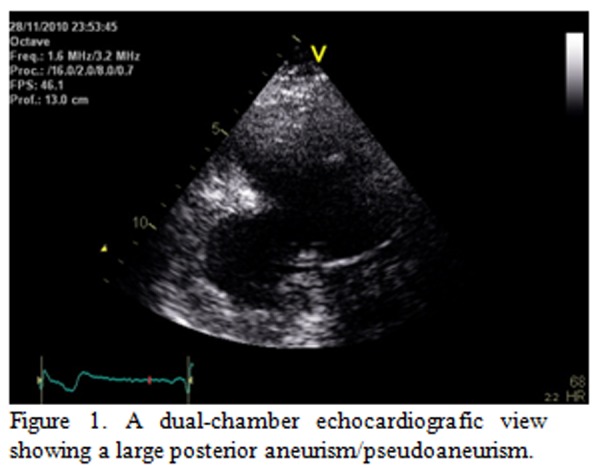 28/11/2010 23:53:45
Octave
Freq.: 1.6 MHz/3.2 MHz
Proc.: /16.0/2.0/8.0/0.7
FPS: 46.1
Prof.: 13.0 cm
V
5
10
68
2.2 HR
Figure 1. A dual-chamber echocardiografic view
showing a large posterior aneurism/pseudoaneurism.